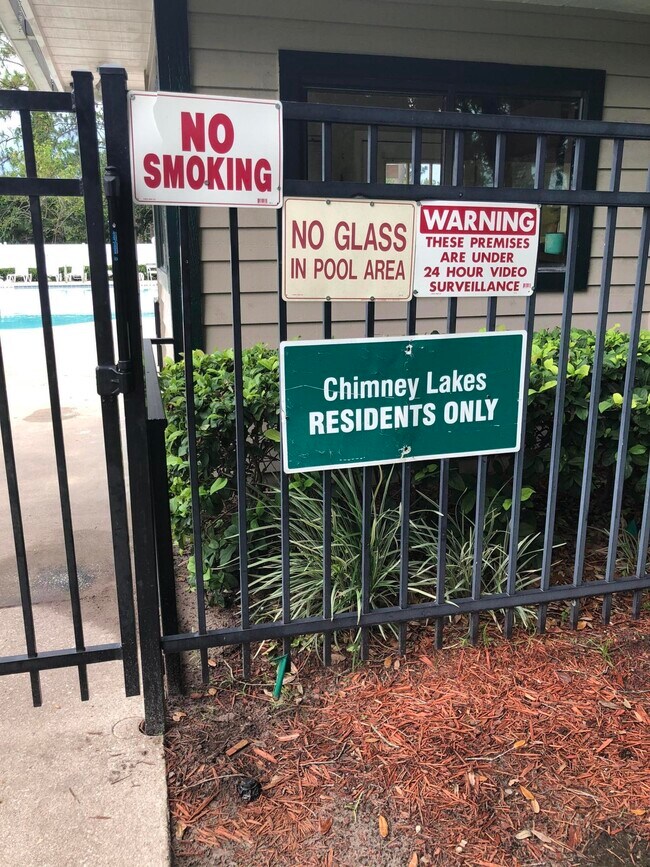 NO
SMOKING
NO GLASS
IN POOL AREA
WARNING
THESE PREMISES
ARE UNDER
24 HOUR VIDEO
SURVEILLANCE
Chimney Lakes
RESIDENTS ONLY